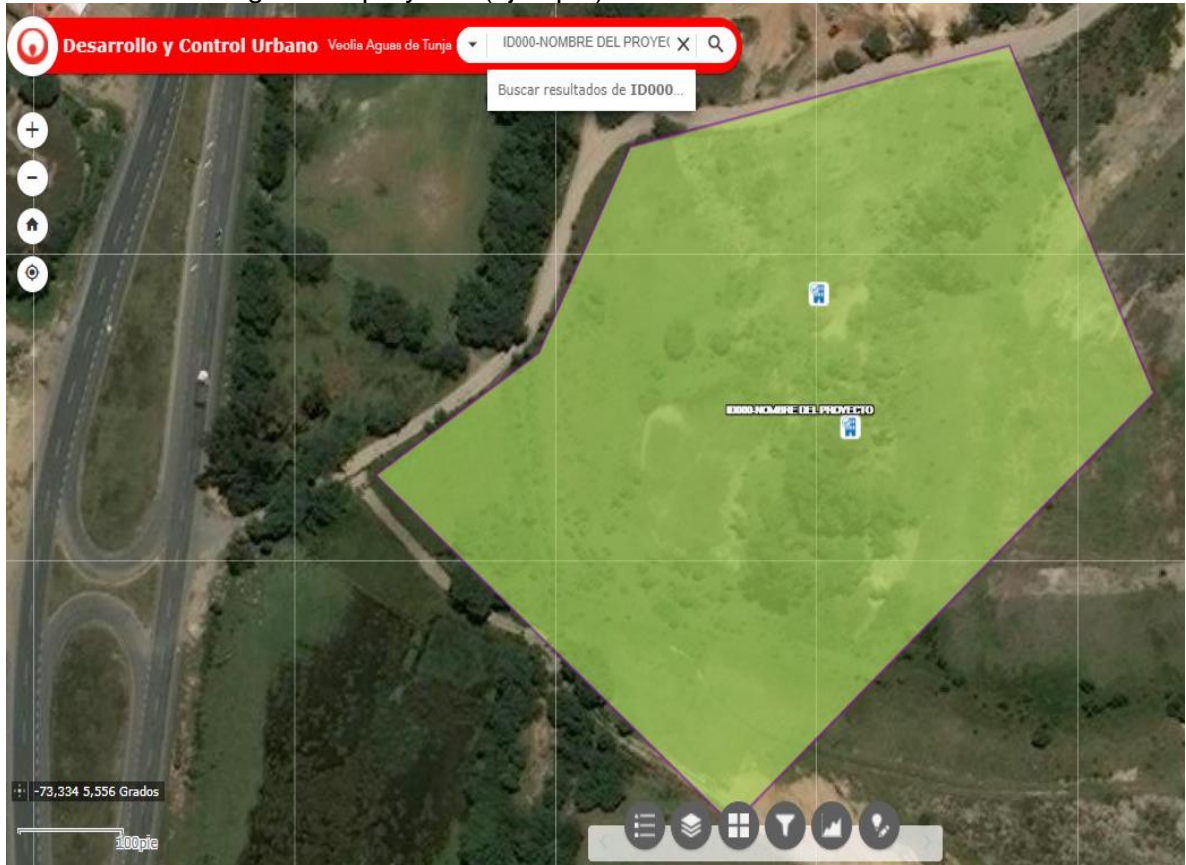 Desarrollo y Control Urbano Veolia Aguas de Tunja
ID000-NOMBRE DEL PROYE
Buscar resultados de ID000...
ID000-NOMBRE DEL PROYECTO
-73,334 5,556 Grados
100pie